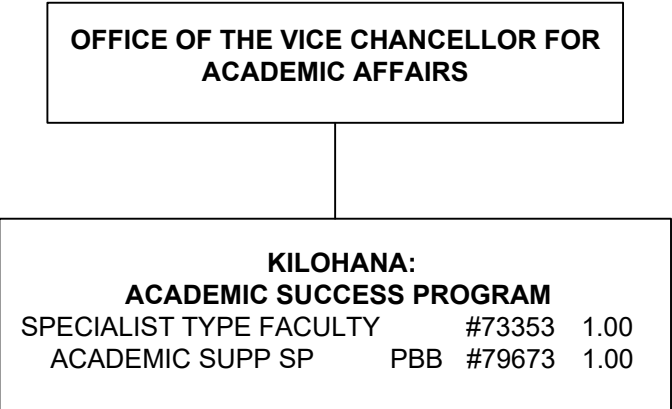 OFFICE OF THE VICE CHANCELLOR FOR
ACADEMIC AFFAIRS
KILOHANA:
ACADEMIC SUCCESS PROGRAM
SPECIALIST TYPE FACULTY #73353 1.00
ACADEMIC SUPP SP PBB #79673 1.00